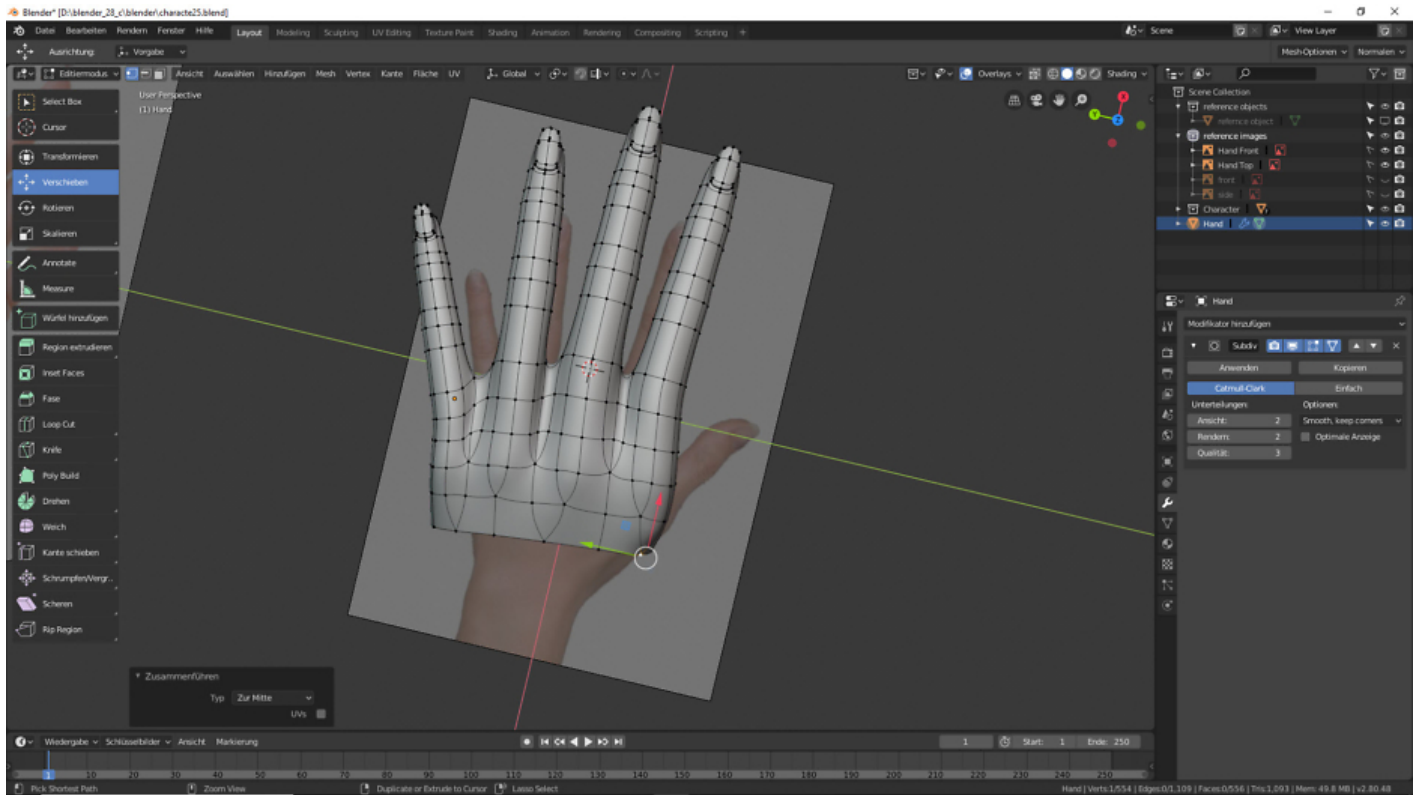 Blender* [D:\blender_28_c\blender\characte25.blend]
Datei Bearbeiten Rendern Fenster Hilfe Layout Modeling Sculpting UV Editing Texture Paint Shading Animation Rendering Compositing Scripting + Scene View Layer
Ausrichtung: Vorgabe Mesh-Optionen Normalen
Editiermodus Ansicht Auswählen Hinzufügen Mesh Vertex Kante Fläche UV Global Overlays Shading
User Perspective
(1) Hand
Select Box
Cursor
Transformieren
Verschieben
Rotieren
Skalieren
Annotate
Measure
Würfel hinzufügen
Region extrudieren
Inset Faces
Fase
Loop Cut
Knife
Poly Build
Drehen
Weich
Kante schieben
Schrumpfen/Vergr..
Scheren
Rip Region
X
Y
Z
Scene Collection
reference objects
refernce object
reference images
Hand Front
Hand Top
front
side
Character
Hand
Hand
Modifikator hinzufügen
Subdiv
Anwenden Kopieren
Catmull-Clark Einfach
Unterteilungen: Optionen:
Ansicht: 2 Smooth, keep corners
Rendern: 2 Optimale Anzeige
Qualität: 3
Zusammenführen
Typ Zur Mitte
UVs
Wiedergabe Schlüsselbilder Ansicht Markierung 1 Start: 1 Ende: 250
1 10 20 30 40 50 60 70 80 90 100 110 120 130 140 150 160 170 180 190 200 210 220 230 240 250
Pick Shortest Path Zoom View Duplicate or Extrude to Cursor Lasso Select Hand | Verts:1/554 | Edges:0/1,109 | Faces:0/556 | Tris:1,093 | Mem: 49.8 MB | v2.80.48